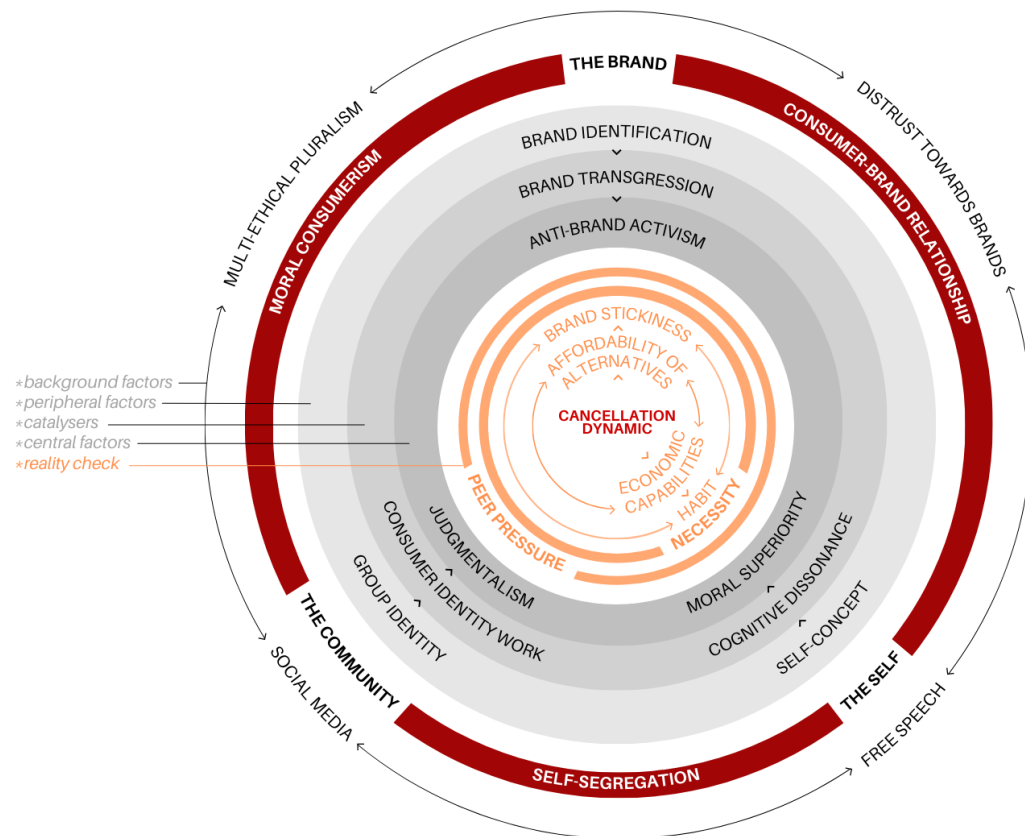 THE BRAND
MULTI-ETHICAL PLURALISM
DISTRUST TOWARDS BRANDS
MORAL CONSUMERISM
CONSUMER-BRAND RELATIONSHIP
BRAND IDENTIFICATION
BRAND TRANSGRESSION
ANTI-BRAND ACTIVISM
BRAND STICKINESS
AFFORDABILITY OF
ALTERNATIVES
CANCELLATION
DYNAMIC
ECONOMIC
CAPABILITIES
HABIT
*background factors
*peripheral factors
*catalysers
*central factors
*reality check
PEER PRESSURE
NECESSITY
JUDGMENTALISM
CONSUMER IDENTITY WORK
GROUP IDENTITY
MORAL SUPERIORITY
COGNITIVE DISSONANCE
SELF-CONCEPT
THE COMMUNITY
THE SELF
SOCIAL MEDIA
FREE SPEECH
SELF-SEGREGATION